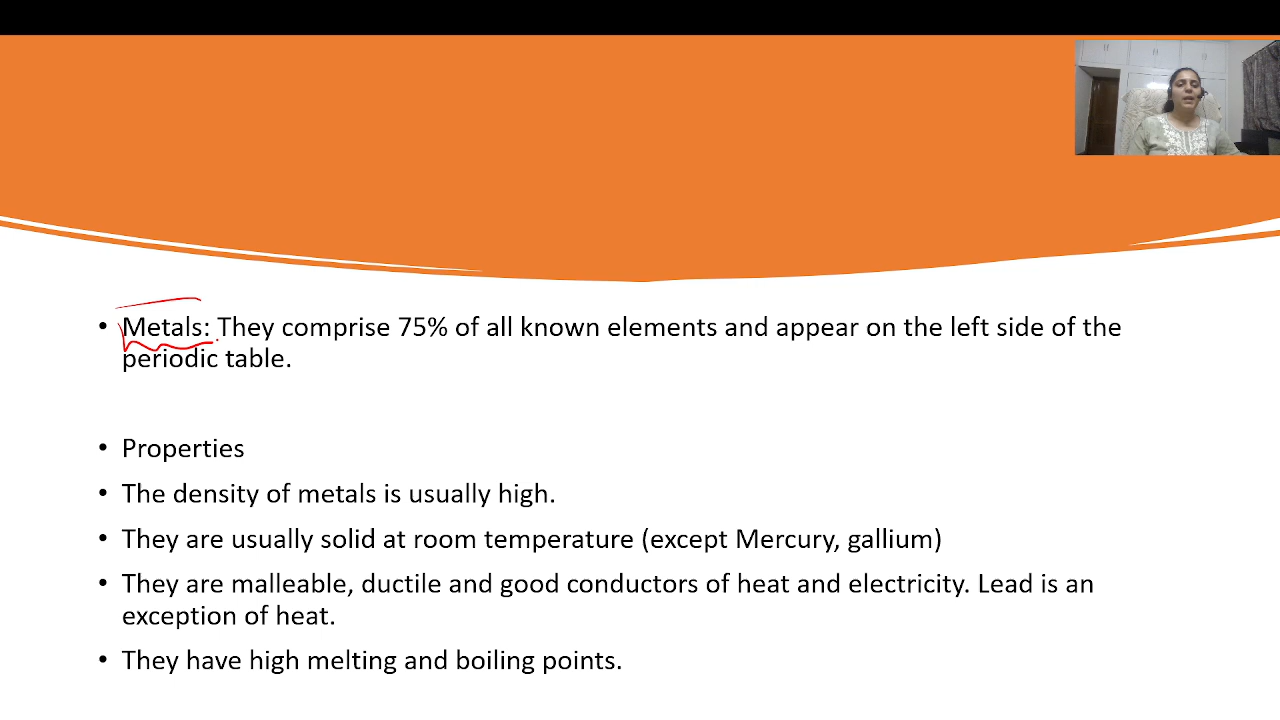 • Metals: They comprise 75% of all known elements and appear on the left side of the
periodic table.
• Properties
• The density of metals is usually high.
• They are usually solid at room temperature (except Mercury, gallium)
• They are malleable, ductile and good conductors of heat and electricity. Lead is an
exception of heat.
• They have high melting and boiling points.